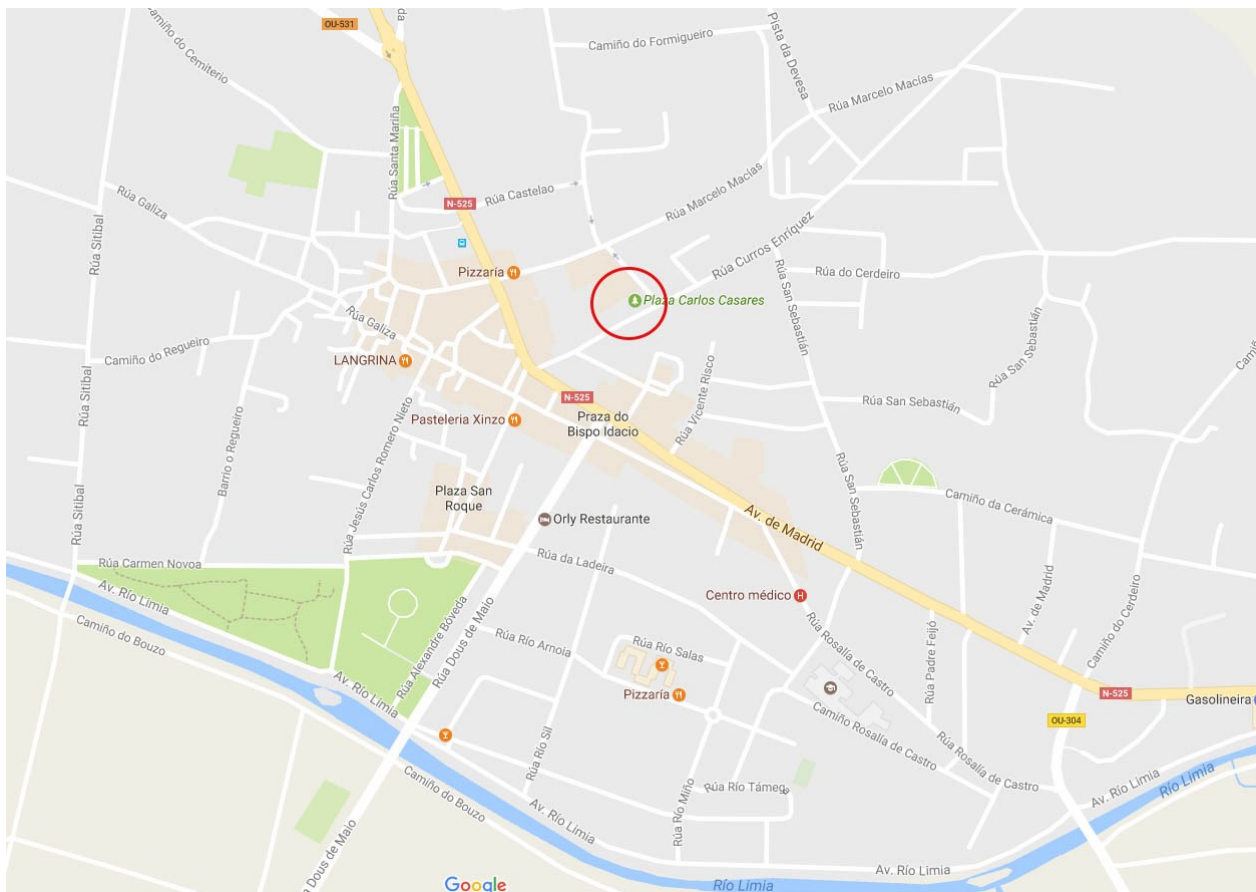 OU-531
da
Camiño do Cemiterio
Camiño do Formigueiro
Pista da Devesa
Rúa Marcelo Macías
Rúa Santa Mariña
Rúa Galiza
Rúa Sitibal
N-525
Rúa Castelao
Rúa Marcelo Macías
Rúa Curros Enríquez
Pizzaría
Plaza Carlos Casares
Rúa San Sebastián
Rúa do Cerdeiro
Rúa Galiza
Camiño do Regueiro
LANGRINA
Rúa Sitibal
Rúa Jesús Carlos Romero Nieto
Barrio o Regueiro
N-525
Pasteleria Xinzo
Praza do
Bispo Idacio
Rúa Vicente Risco
Rúa San Sebastián
Rúa San Sebastián
Camiño
Plaza San
Roque
Orly Restaurante
Rúa San Sebastián
Camiño da Cerámica
Rúa Sitibal
Av. de Madrid
Rúa Carmen Novoa
Rúa da Ladeira
Av. Río Limia
Camiño do Bouzo
Centro médico
H
Rúa Rosalía de Castro
Av. de Madrid
Camiño do Cerdeiro
Rúa Padre Feijó
Rúa Alexandre Bóveda
Rúa Dous de Maio
Rúa Río Arnoia
Rúa Río Salas
Pizzaría
Av. Río Limia
N-525
Gasolineira
OU-304
Camiño Rosalía de Castro
Rúa Rosalía de Castro
Rúa Río Sil
Camiño do Bouzo
Rúa Río Miño
Rúa Río Támega
Av. Río Limia
Av. Río Limia
Río Limia
a Dous de Maio
Av. Río Limia
Google
Río Limia